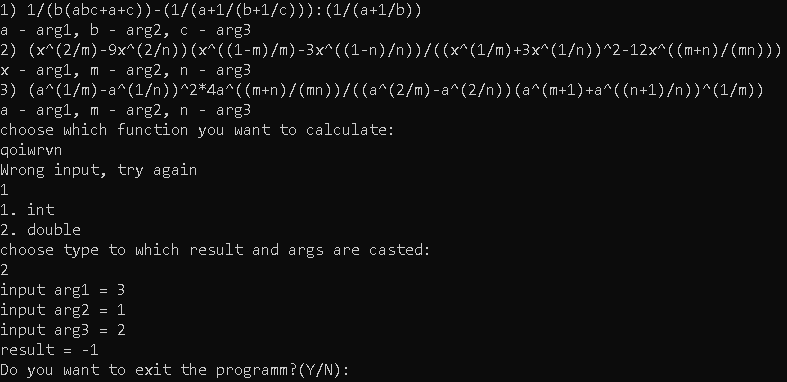 1) 1/(b(abc+a+c))-(1/(a+1/(b+1/c))):(1/(a+1/b))
a - arg1, b - arg2, c - arg3
2) (x^(2/m)-9x^(2/n))(x^((1-m)/m)-3x^((1-n)/n))/((x^(1/m)+3x^(1/n))^2-12x^((m+n)/(mn)))
x - arg1, m - arg2, n - arg3
3) (a^(1/m)-a^(1/n))^2*4a^((m+n)/(mn))/((a^(2/m)-a^(2/n))(a^(m+1)+a^((n+1)/n))^(1/m))
a - arg1, m - arg2, n - arg3
choose which function you want to calculate:
qoiwrvn
Wrong input, try again
1
1. int
2. double
choose type to which result and args are casted:
2
input arg1 = 3
input arg2 = 1
input arg3 = 2
result = -1
Do you want to exit the programm?(Y/N):